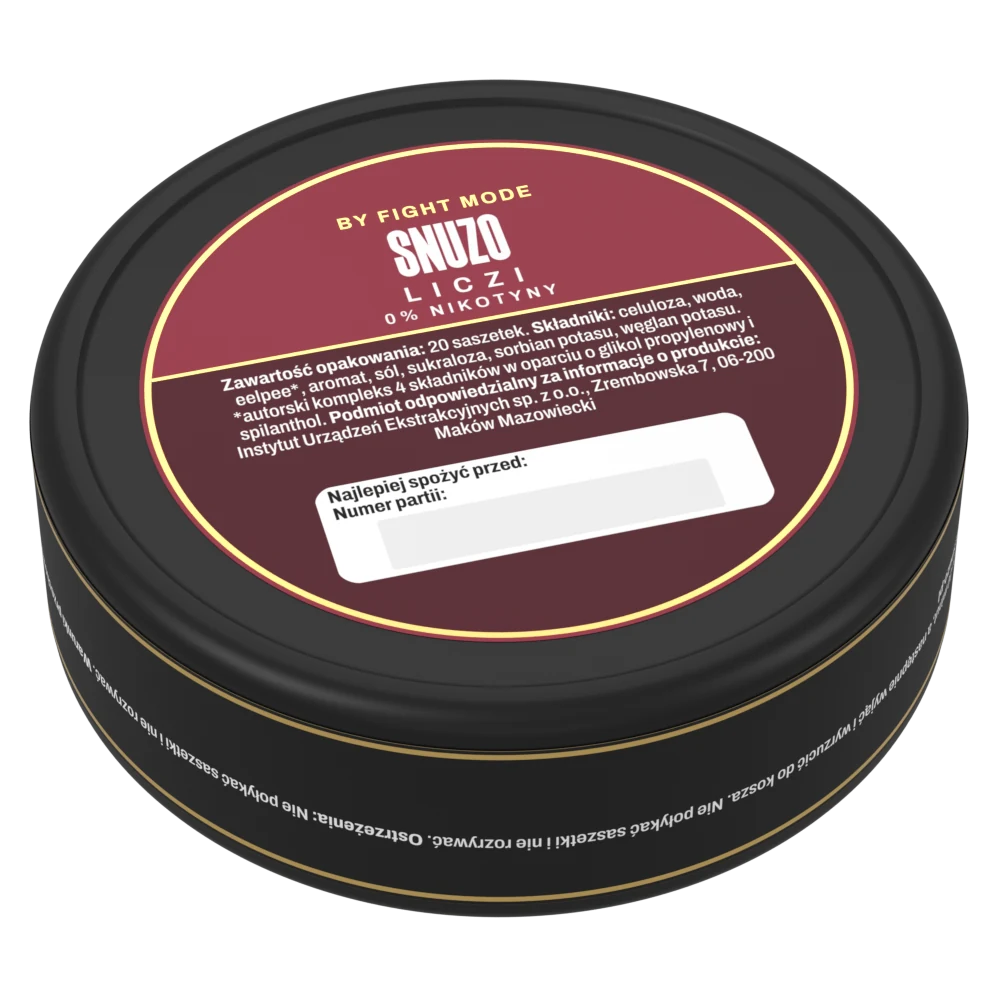 BY FIGHT MODE
SNUZO
LICZI
0% NIKOTYNY
Zawartość opakowania: 20 saszetek. Składniki: celuloza, woda,
eelpee*, aromat, sól, sukraloza, sorbian potasu, węglan potasu.
*autorski kompleks 4 składników w oparciu o glikol propylenowy i
spilanthol. Podmiot odpowiedzialny za informacje o produkcie:
Instytut Urządzeń Ekstrakcyjnych sp. z o.o., Zrembowska 7, 06-200
Maków Mazowiecki
Najlepiej spożyć przed:
Numer partii:
a następnie wyjąć i wyrzucić do kosza. Nie połykać saszetki i nie rozrywać. Ostrzeżenia: Nie połykać saszetki i nie rozrywać. Warunki